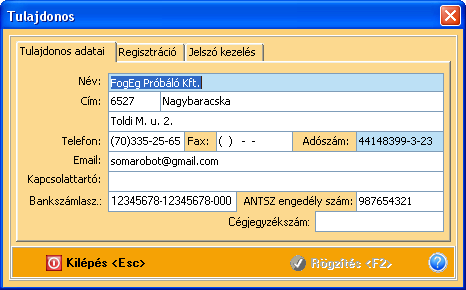 Tulajdonos
Tulajdonos adatai Regisztráció Jelszó kezelés
Név: FogEg Próbáló Kft.
Cím: 6527 Nagybaracska
Toldi M. u. 2.
Telefon: (70)335-25-65 Fax: ( ) - - Adószám: 44148399-3-23
Email: somarobot@gmail.com
Kapcsolattartó:
Bankszámlasz.: 12345678-12345678-000 ANTSZ engedély szám: 987654321
Cégjegyzékszám:
Kilépés <Esc> Rögzítés <F2>